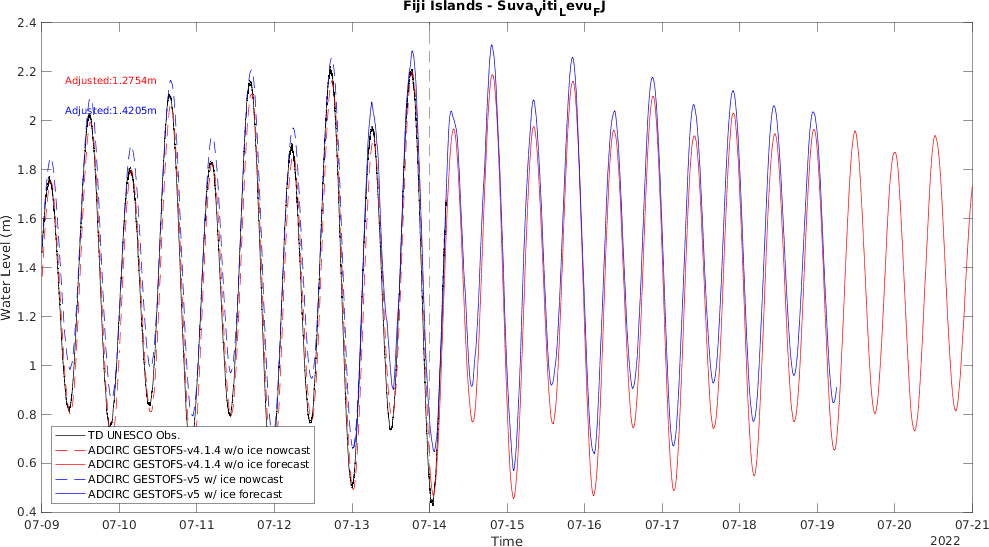 Fiji Islands - SuvaVitiLevuFJ
2.4
2.2
2
1.8
1.6
1.4
1.2
1
0.8
0.6
0.4
Water Level (m)
Adjusted:1.2754m
Adjusted:1.4205m
TD UNESCO Obs.
ADCIRC GESTOFS-v4.1.4 w/o ice nowcast
ADCIRC GESTOFS-v4.1.4 w/o ice forecast
ADCIRC GESTOFS-v5 w/ ice nowcast
ADCIRC GESTOFS-v5 w/ ice forecast
07-09 07-10 07-11 07-12 07-13 07-14 07-15 07-16 07-17 07-18 07-19 07-20 07-21
Time
2022